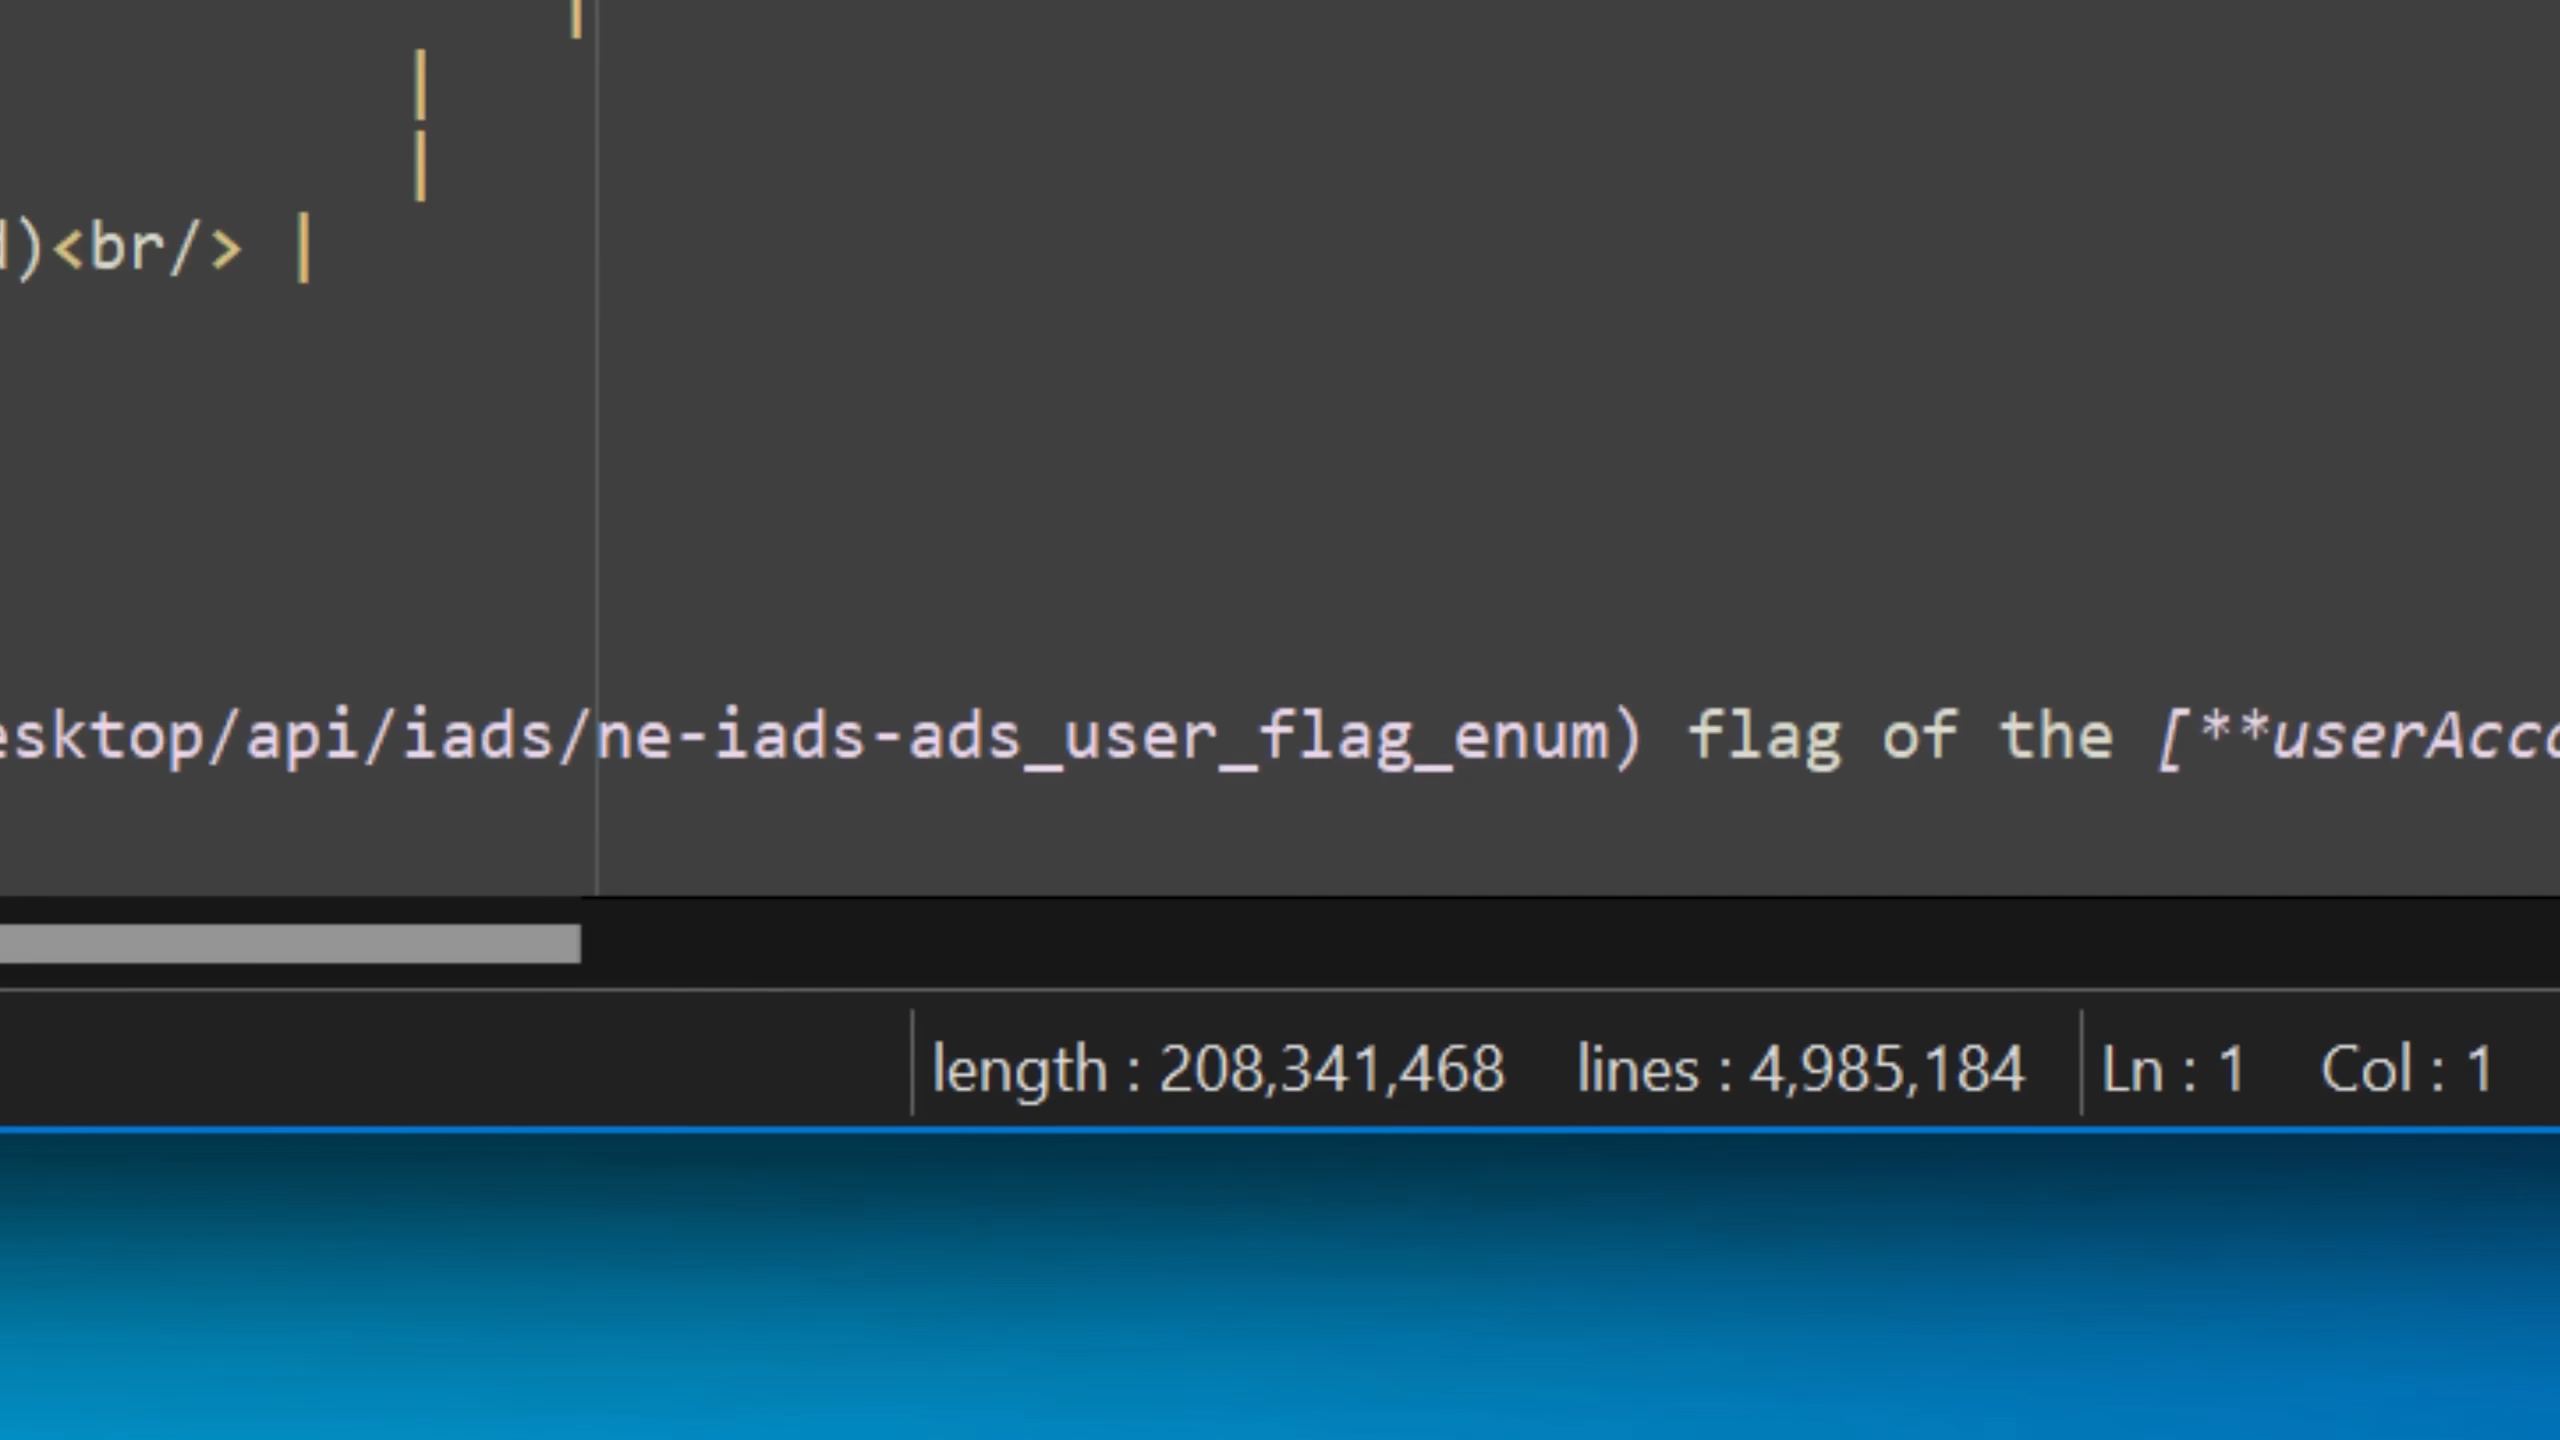 |
|
|
)<br/> |
esktop/api/iads/ne-iads-ads_user_flag_enum) flag of the [**userAcco
length : 208,341,468 lines : 4,985,184 Ln : 1 Col : 1